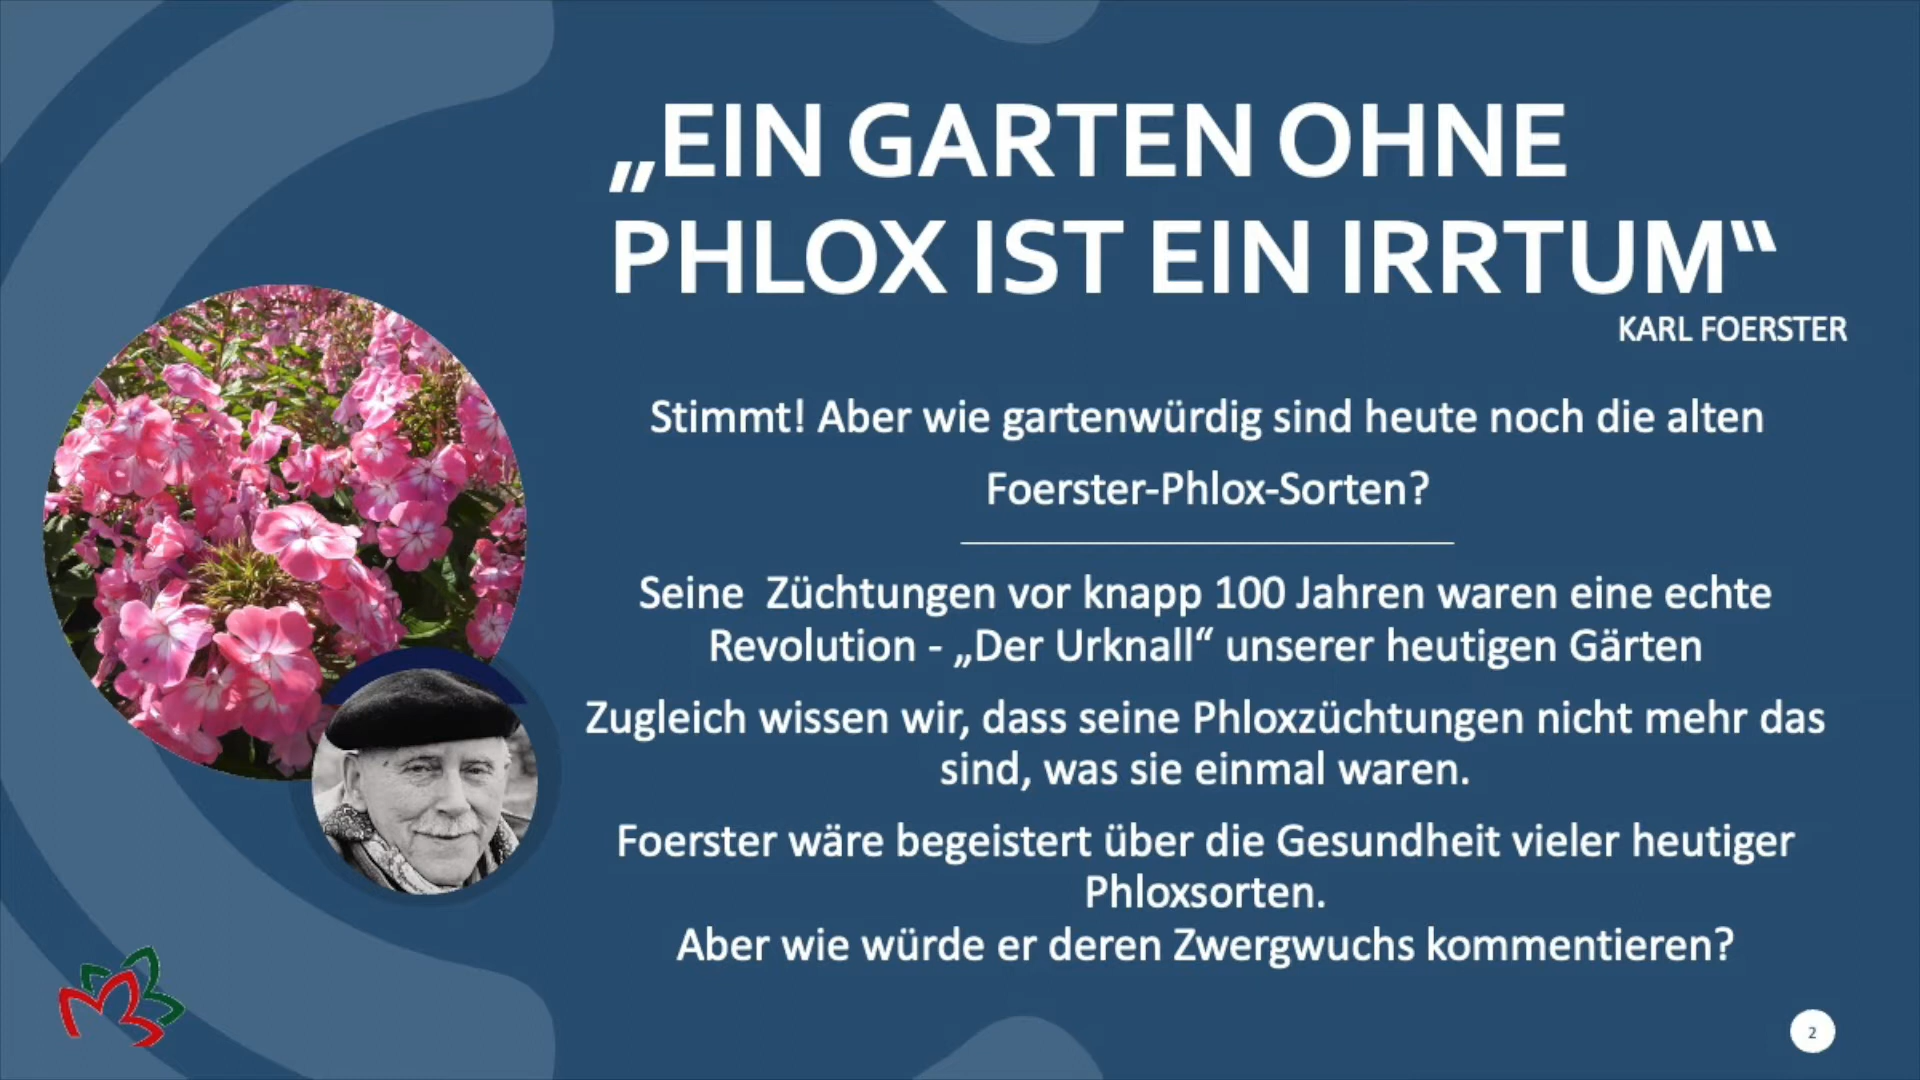 „EIN GARTEN OHNE
PHLOX IST EIN IRRTUM“
KARL FOERSTER
Stimmt! Aber wie gartenwürdig sind heute noch die alten
Foerster-Phlox-Sorten?
Seine  Züchtungen vor knapp 100 Jahren waren eine echte
Revolution - „Der Urknall“ unserer heutigen Gärten
Zugleich wissen wir, dass seine Phloxzüchtungen nicht mehr das
sind, was sie einmal waren.
Foerster wäre begeistert über die Gesundheit vieler heutiger
Phloxsorten.
Aber wie würde er deren Zwergwuchs kommentieren?
2